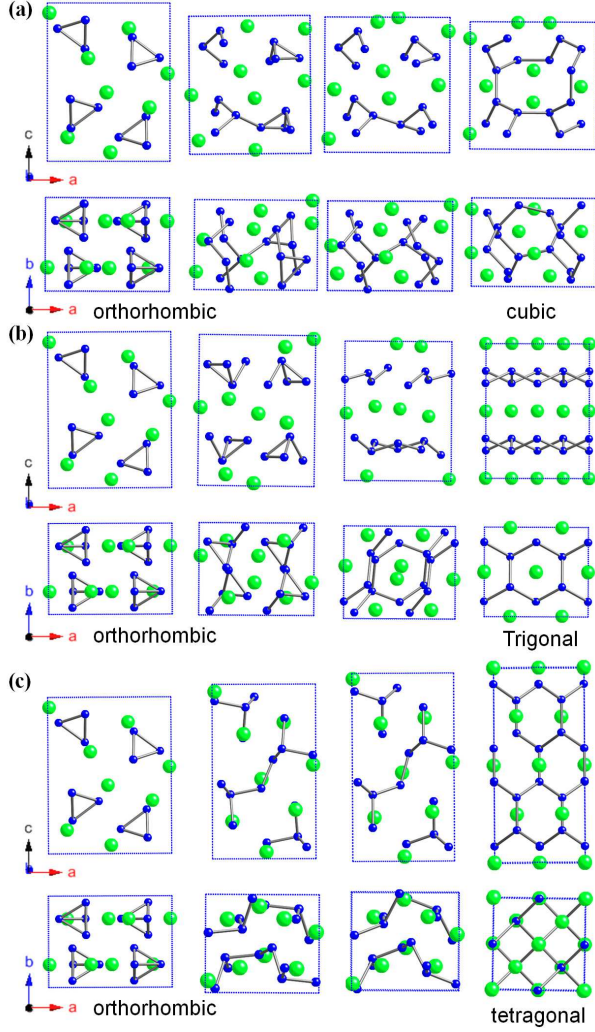 (a)
c
b a
b
a
orthorhombic cubic
(b)
c
b a
b
a
orthorhombic Trigonal
(c)
c
b a
b
a
orthorhombic tetragonal